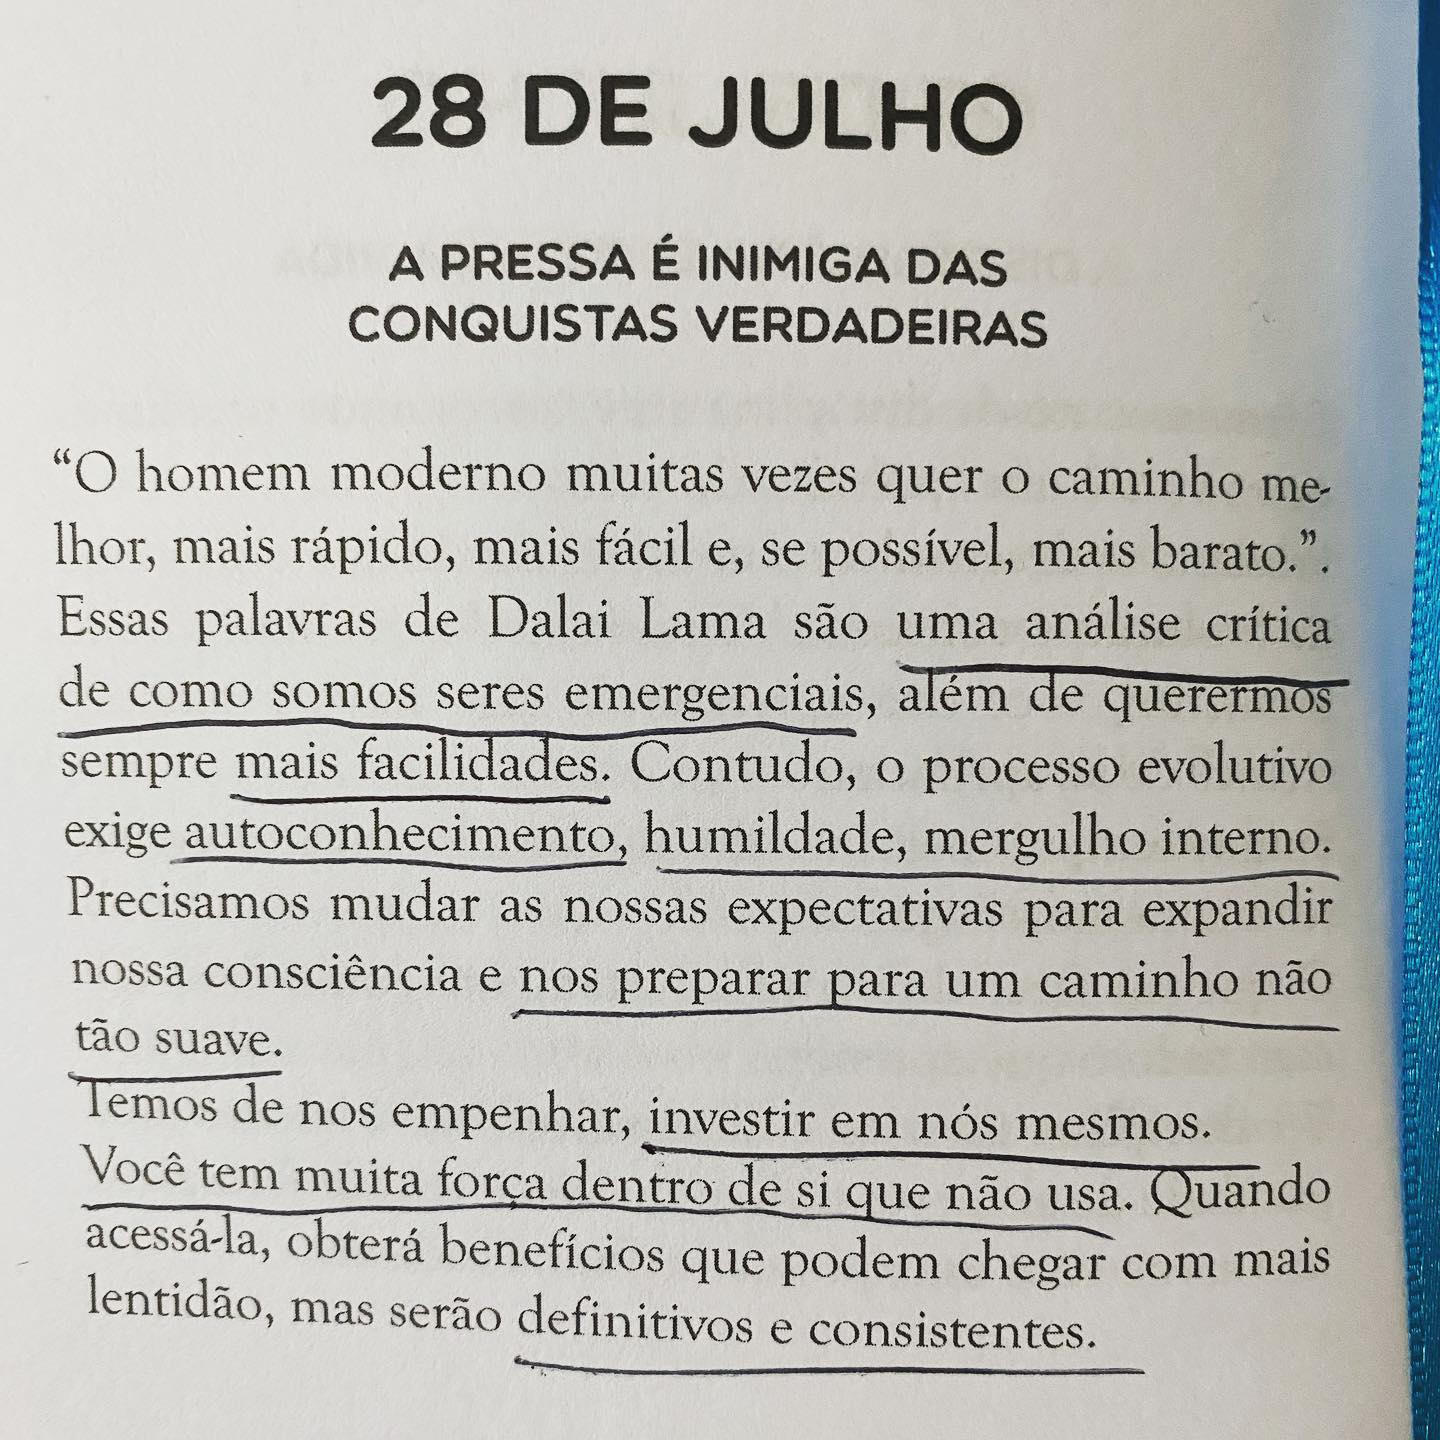 28 DE JULHO
A PRESSA É INIMIGA DAS
CONQUISTAS VERDADEIRAS
“O homem moderno muitas vezes quer o caminho me-
lhor, mais rápido, mais fácil e, se possível, mais barato.”.
Essas palavras de Dalai Lama são uma análise crítica
de como somos seres emergenciais, além de querermos
sempre mais facilidades. Contudo, o processo evolutivo
exige autoconhecimento, humildade, mergulho interno.
Precisamos mudar as nossas expectativas para expandir
nossa consciência e nos preparar para um caminho não
tão suave.
Temos de nos empenhar, investir em nós mesmos.
Você tem muita força dentro de si que não usa. Quando
acessá-la, obterá benefícios que podem chegar com mais
lentidão, mas serão definitivos e consistentes.